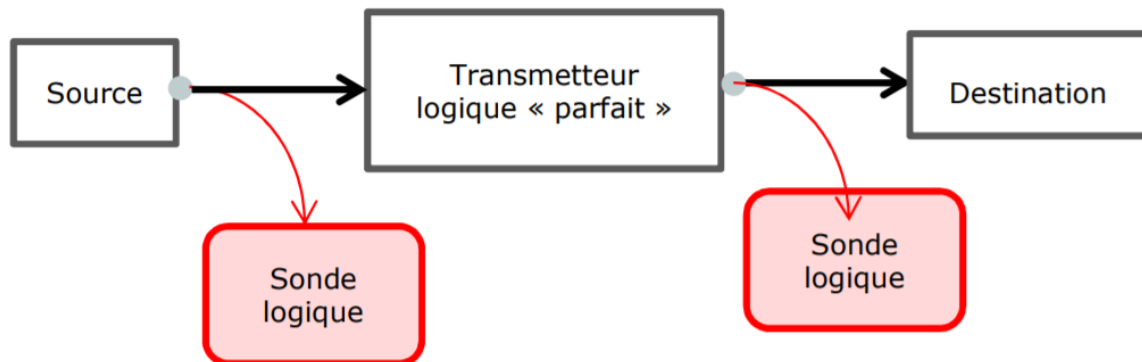 Source
Transmetteur
logique « parfait »
Destination
Sonde
logique
Sonde
logique